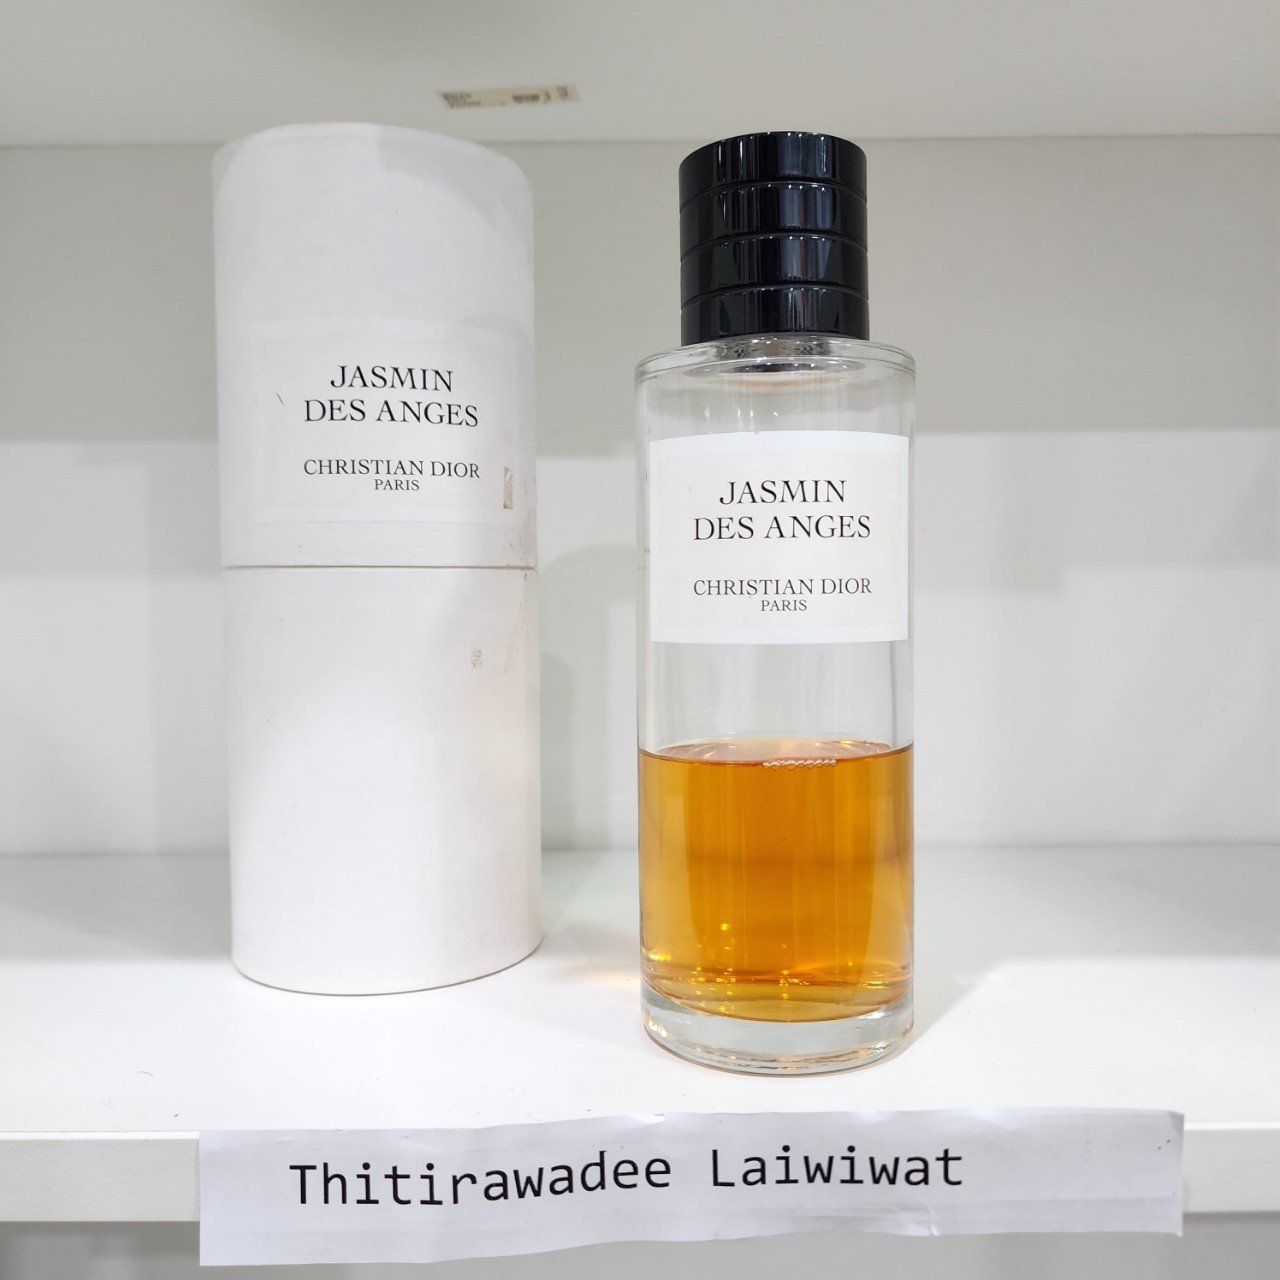 JASMIN
DES ANGES
CHRISTIAN DIOR
PARIS
JASMIN
DES ANGES
CHRISTIAN DIOR
PARIS
Thitirawadee Laiwiwat